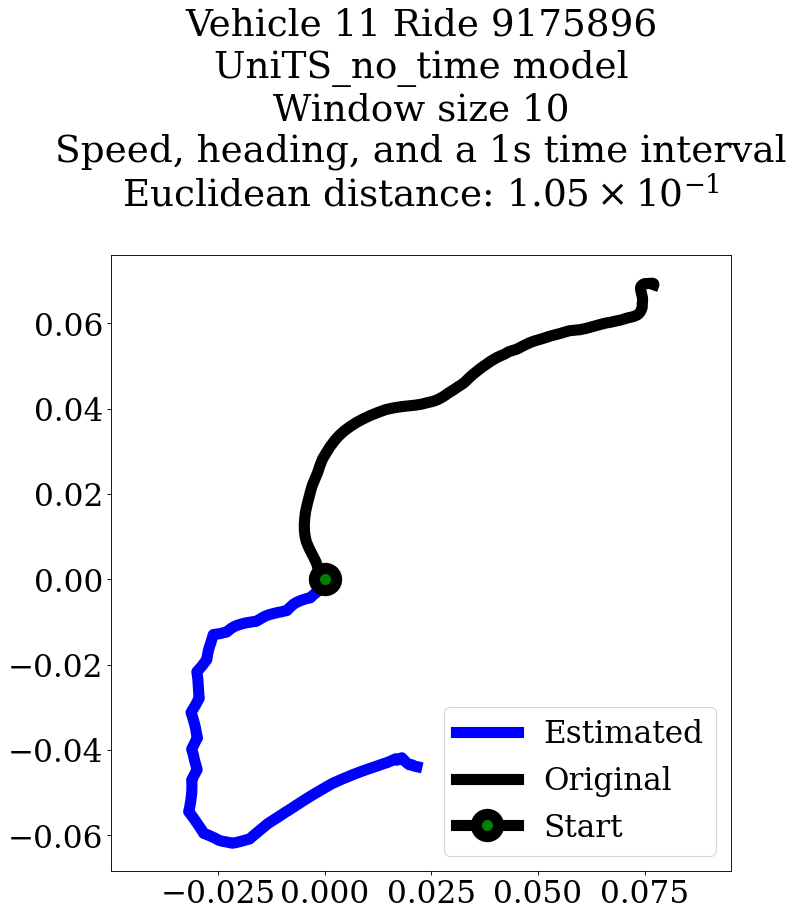 Vehicle 11 Ride 9175896
UniTS_no_time model
Window size 10
Speed, heading, and a 1s time interval
Euclidean distance: 1.05 × 10⁻¹
0.06
0.04
0.02
0.00
−0.02
−0.04
−0.06
Estimated
Original
Start
−0.025 0.000 0.025 0.050 0.075